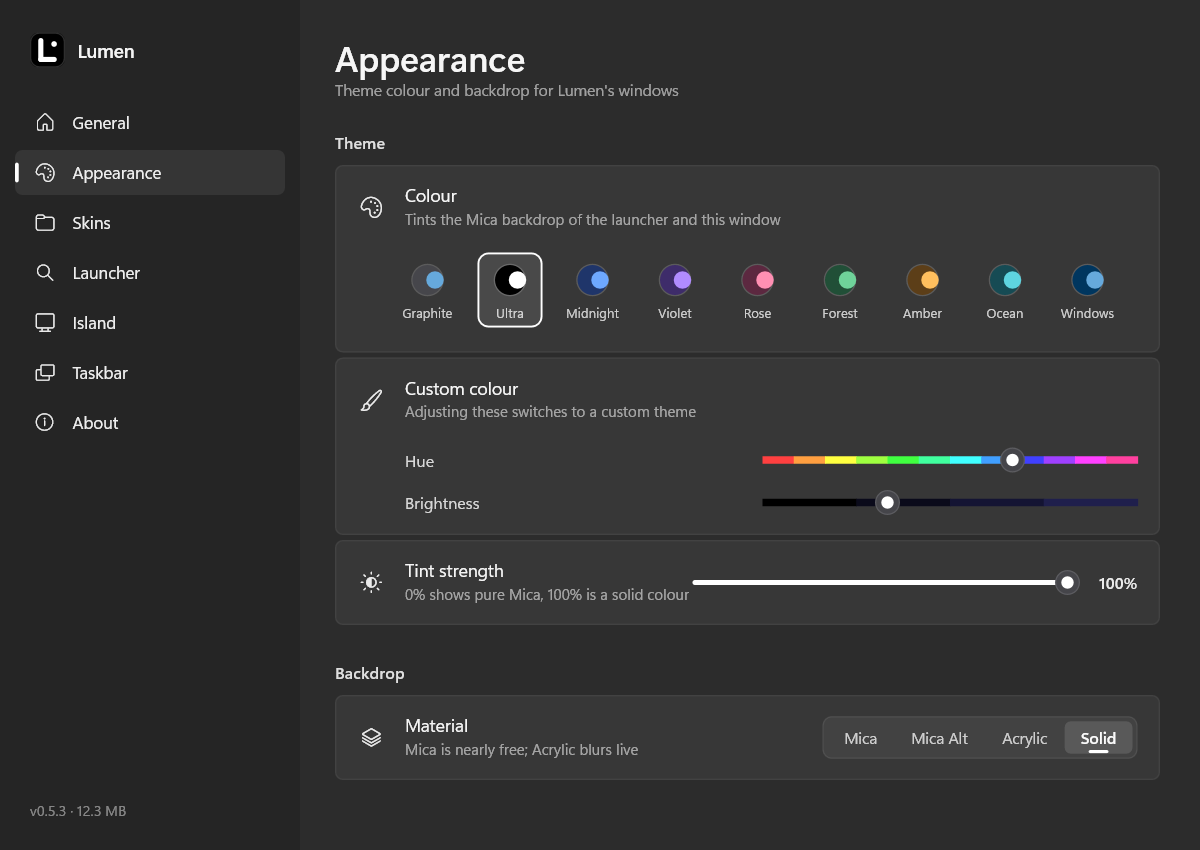 Lumen
General
Appearance
Skins
Launcher
Island
Taskbar
About
v0.5.3 · 12.3 MB
Appearance
Theme colour and backdrop for Lumen's windows
Theme
Colour
Tints the Mica backdrop of the launcher and this window
Graphite
Ultra
Midnight
Violet
Rose
Forest
Amber
Ocean
Windows
Custom colour
Adjusting these switches to a custom theme
Hue
Brightness
Tint strength
0% shows pure Mica, 100% is a solid colour
100%
Backdrop
Material
Mica is nearly free; Acrylic blurs live
Mica
Mica Alt
Acrylic
Solid